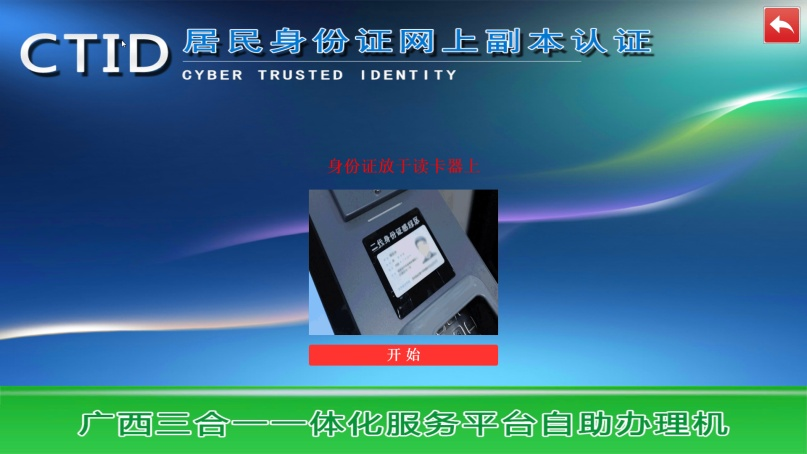 CTID
居民身份证网上副本认证
CYBER TRUSTED IDENTITY
身份证放于读卡器上
二代身份证感应区
开 始
广西三合一一体化服务平台自助办理机